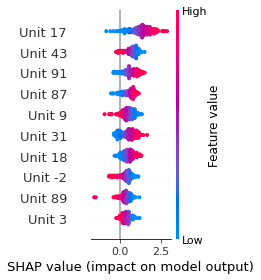 High
Unit 17
Unit 43
Unit 91
Unit 87
Unit 9
Unit 31
Unit 18
Unit -2
Unit 89
Unit 3
Feature value
Low
0.0 2.5
SHAP value (impact on model output)